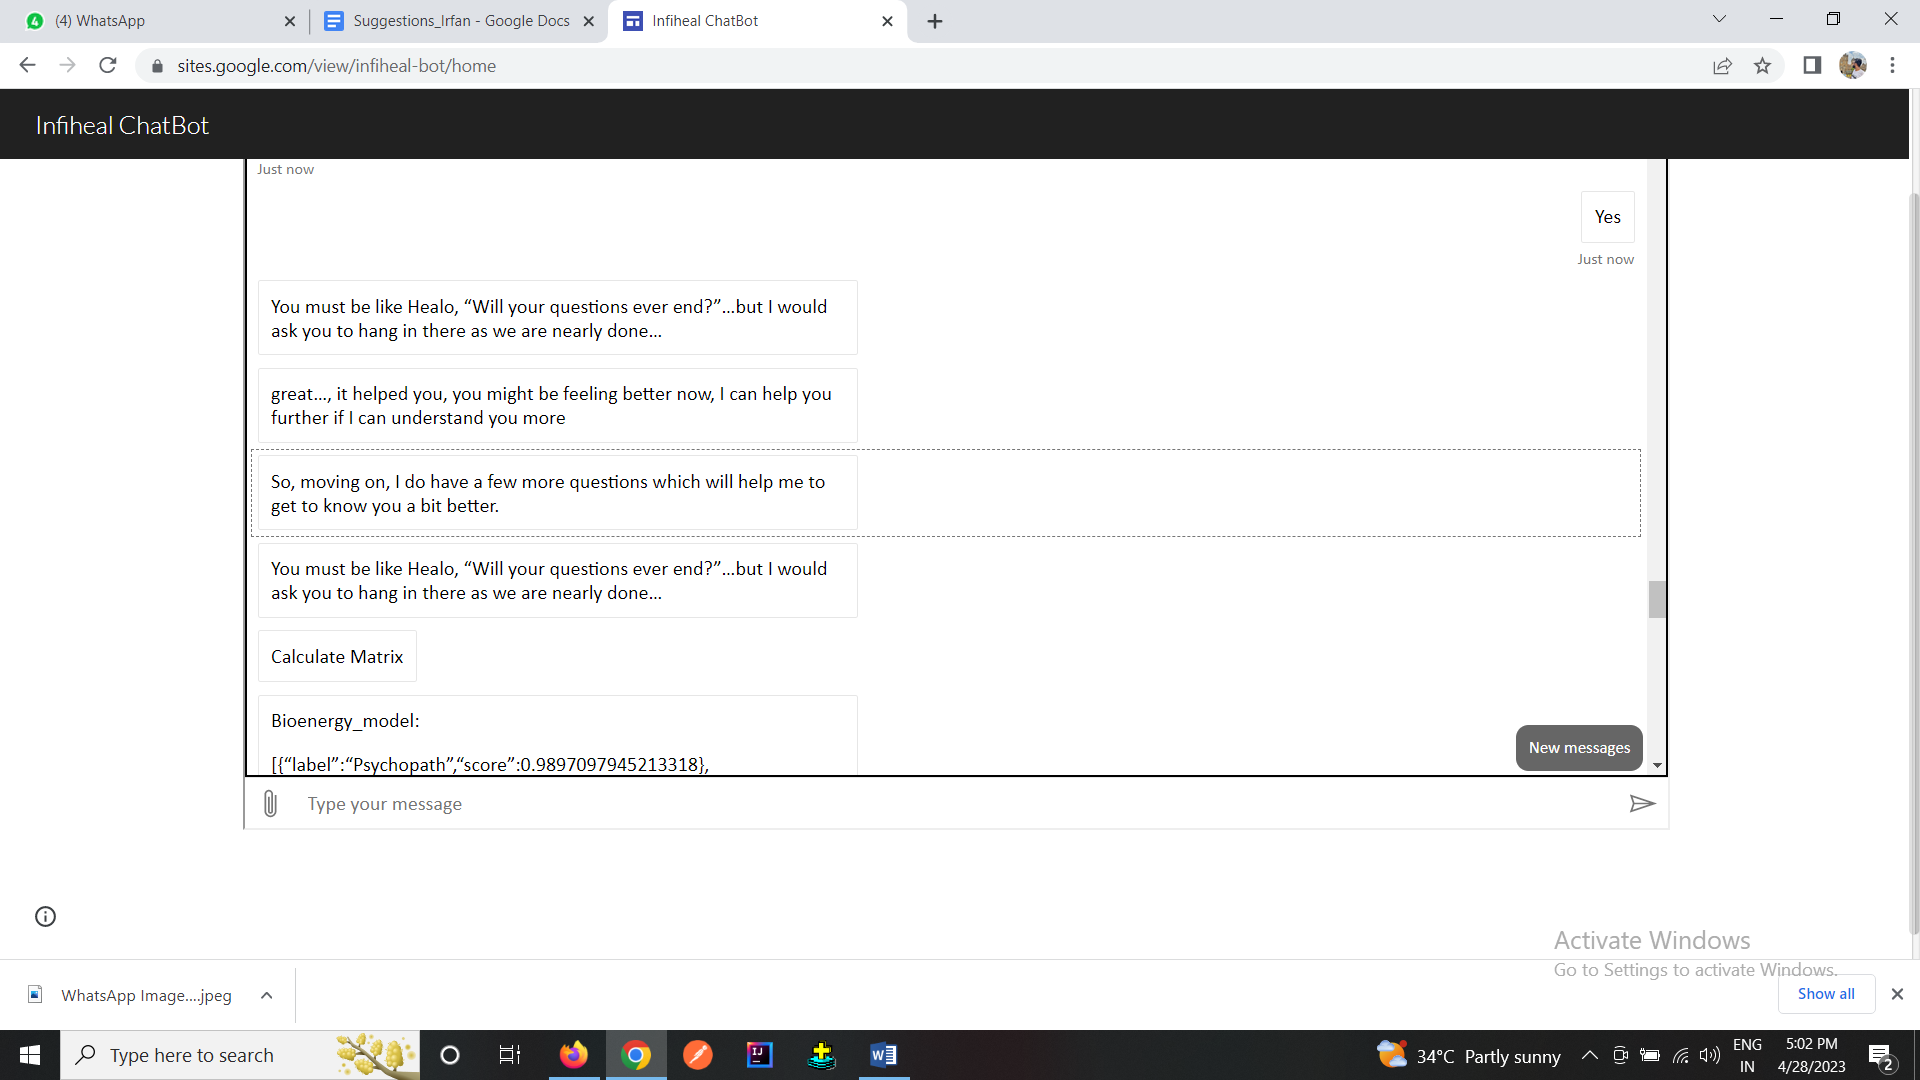 4
(4) WhatsApp
Suggestions_Irfan - Google Docs
Infiheal ChatBot
sites.google.com/view/infiheal-bot/home
Infiheal ChatBot
Just now
Yes
Just now
You must be like Healo, “Will your questions ever end?”...but I would
ask you to hang in there as we are nearly done...
great..., it helped you, you might be feeling better now, I can help you
further if I can understand you more
So, moving on, I do have a few more questions which will help me to
get to know you a bit better.
You must be like Healo, “Will your questions ever end?”...but I would
ask you to hang in there as we are nearly done...
Calculate Matrix
Bioenergy_model:
[{“label”:“Psychopath”,“score”:0.9897097945213318},
New messages
Type your message
Activate Windows
Go to Settings to activate Windows.
WhatsApp Image....jpeg
Show all
Type here to search
IJ
W
34°C Partly sunny
ENG
IN
5:02 PM
4/28/2023
2